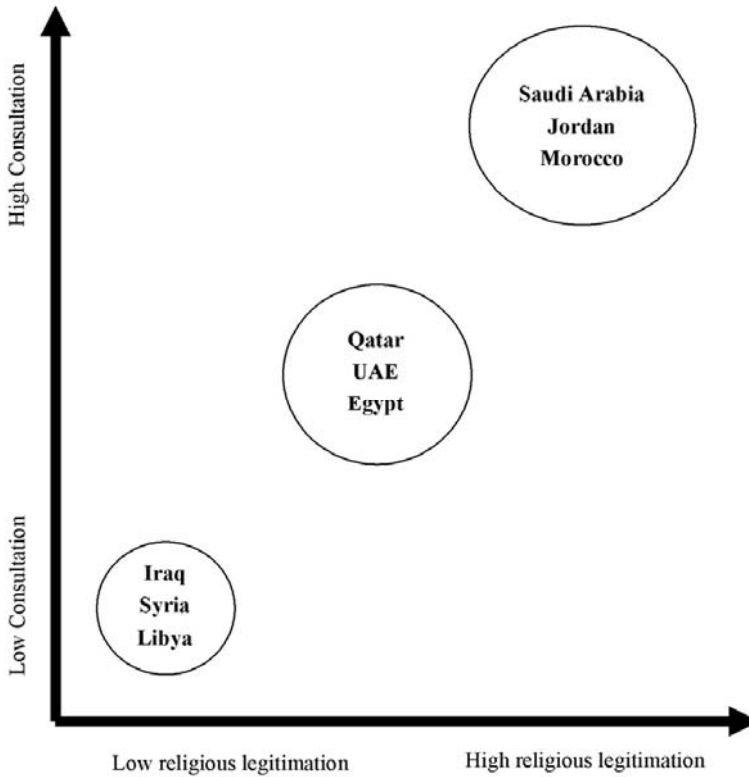 High Consultation
Saudi Arabia
Jordan
Morocco
Qatar
UAE
Egypt
Low Consultation
Iraq
Syria
Libya
Low religious legitimation
High religious legitimation